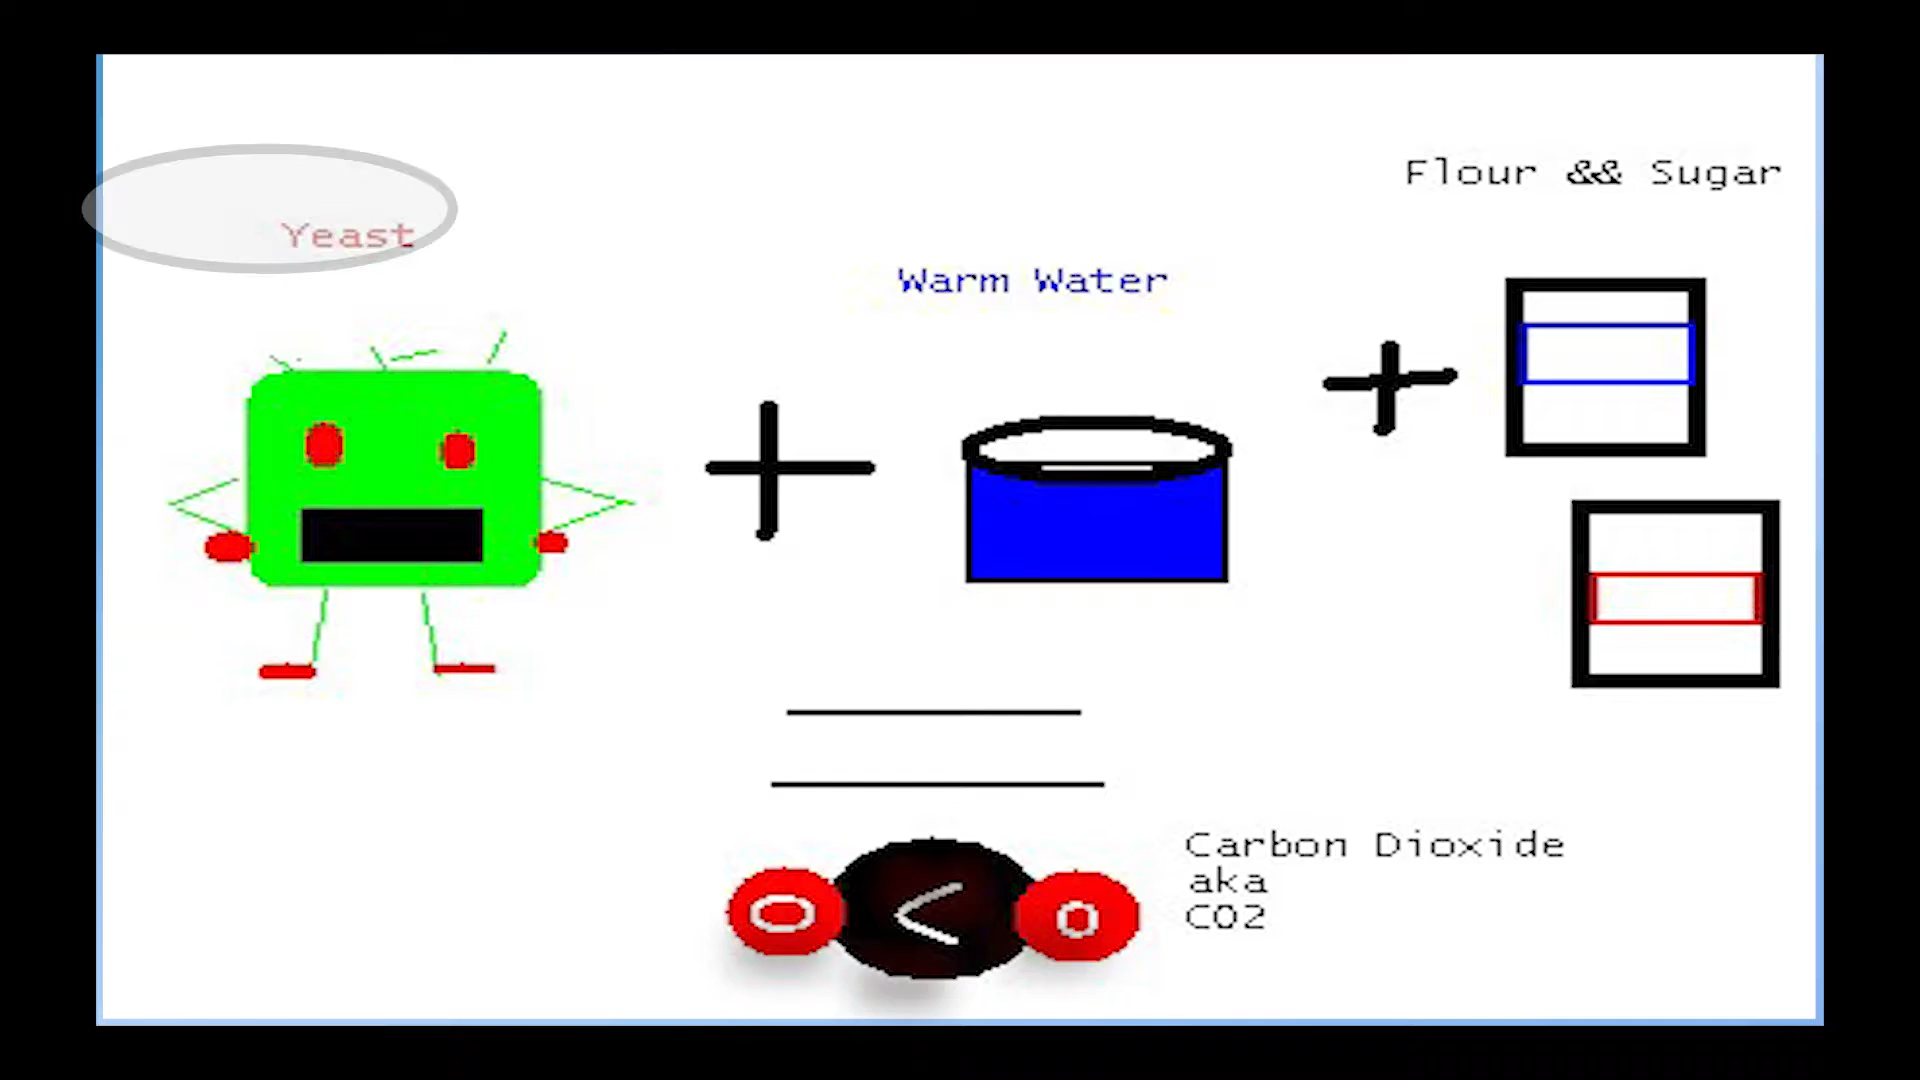 Flour && Sugar
Yeast
Warm Water
Carbon Dioxide
aka
CO2
O C O